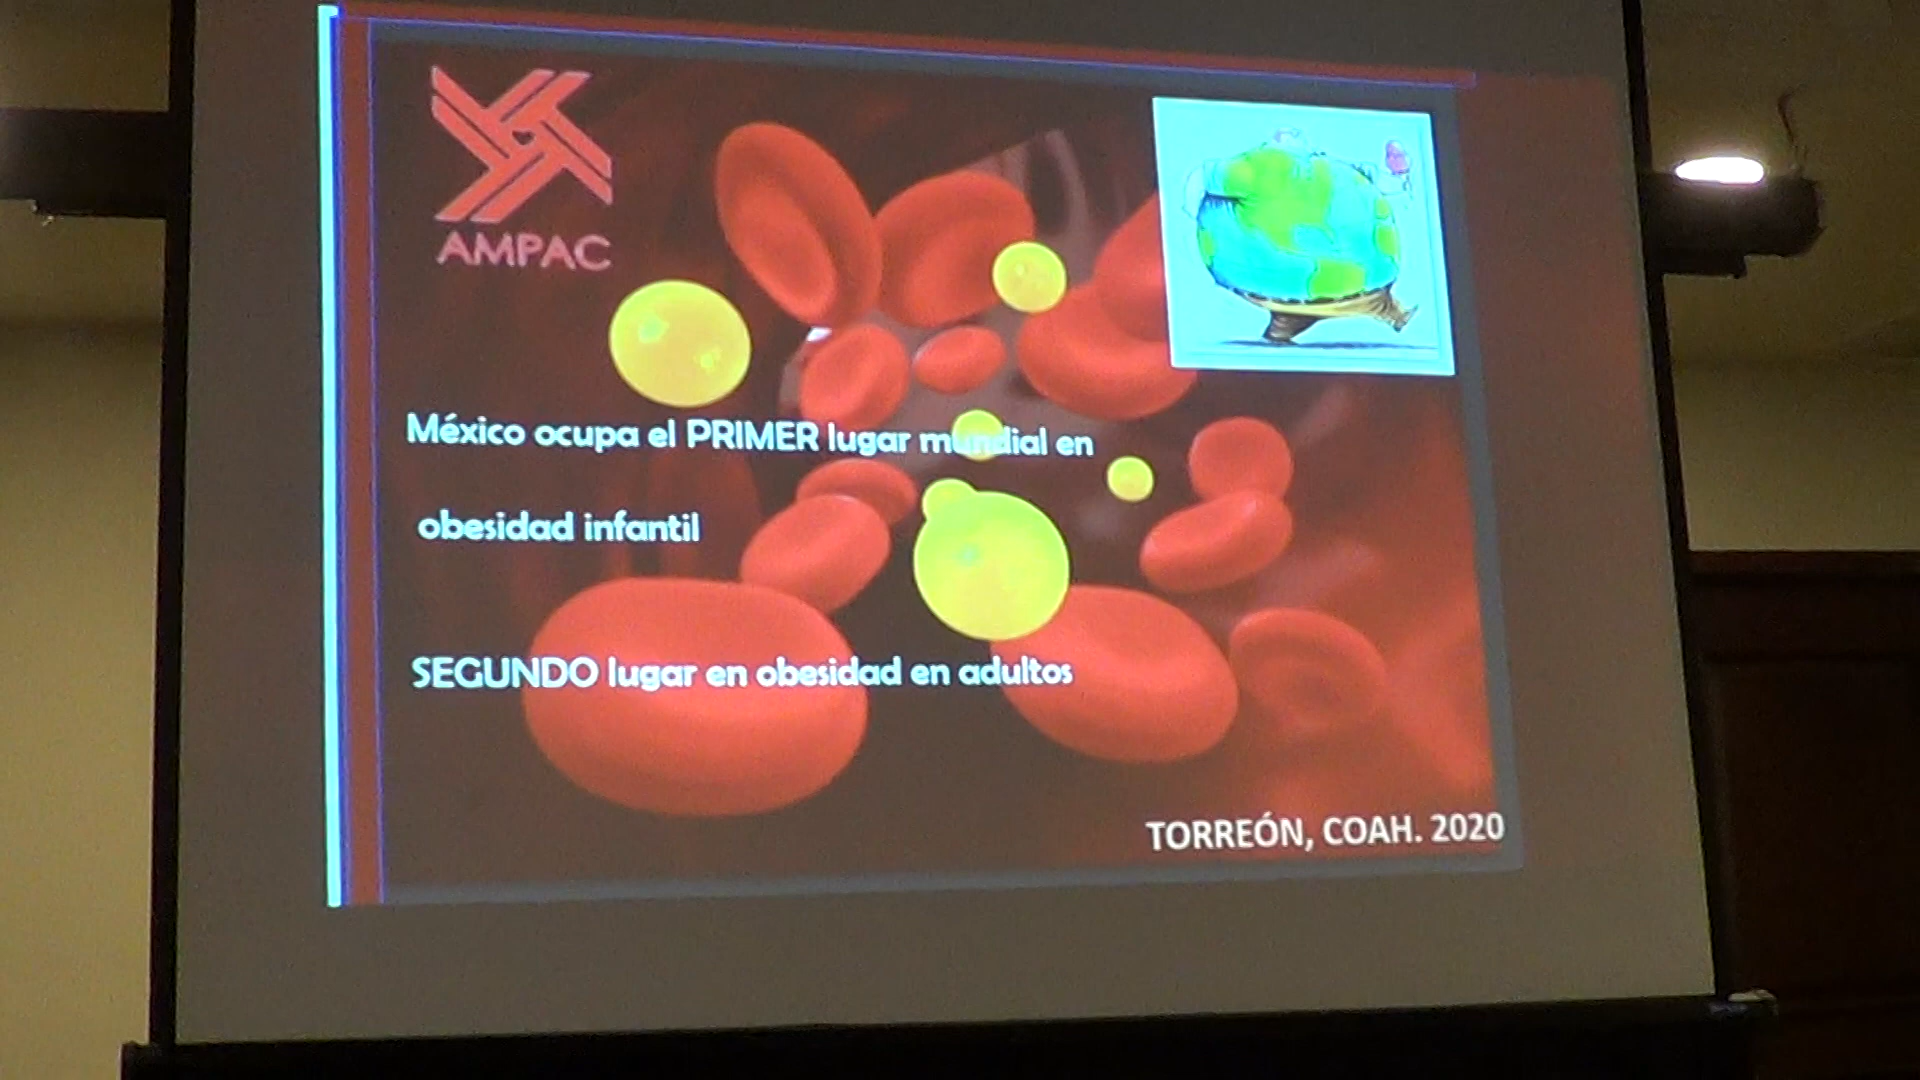 AMPAC
México ocupa el PRIMER lugar mundial en
obesidad infantil
SEGUNDO lugar en obesidad en adultos
TORREÓN, COAH. 2020